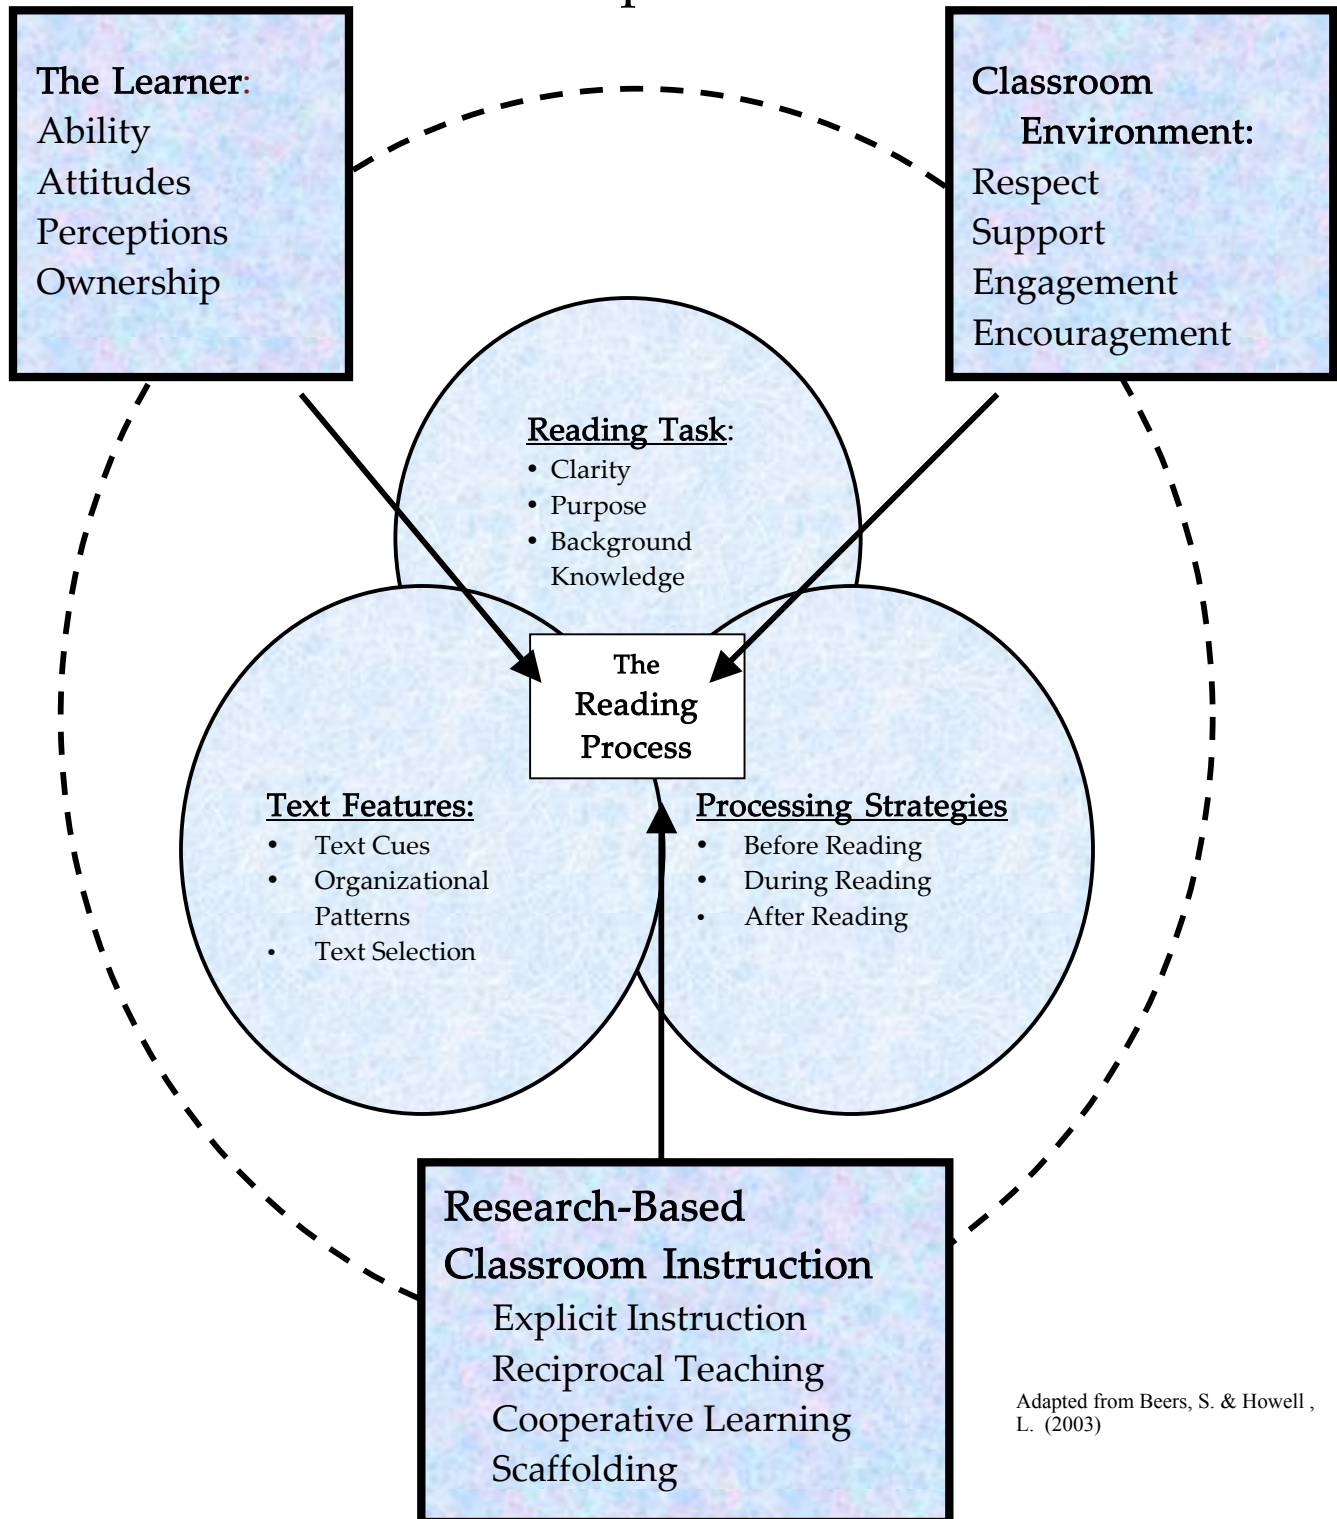 The Learner:
Ability
Attitudes
Perceptions
Ownership
Classroom
Environment:
Respect
Support
Engagement
Encouragement
Reading Task:
• Clarity
• Purpose
• Background
Knowledge
The
Reading
Process
Text Features:
• Text Cues
• Organizational
Patterns
• Text Selection
Processing Strategies
• Before Reading
• During Reading
• After Reading
Research-Based
Classroom Instruction
Explicit Instruction
Reciprocal Teaching
Cooperative Learning
Scaffolding
Adapted from Beers, S. & Howell ,
L. (2003)